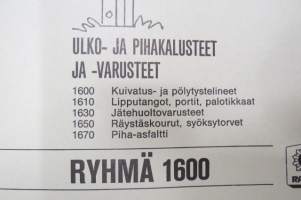 ULKO- JA PIHAKALUSTEET
JA -VARUSTEET
1600 Kuivatus- ja pölytystelineet
1610 Lipputangot, portit, palotikkaat
1630 Jätehuoltovarusteet
1650 Räystäskourut, syöksytorvet
1670 Piha-asfaltti
RYHMÄ 1600